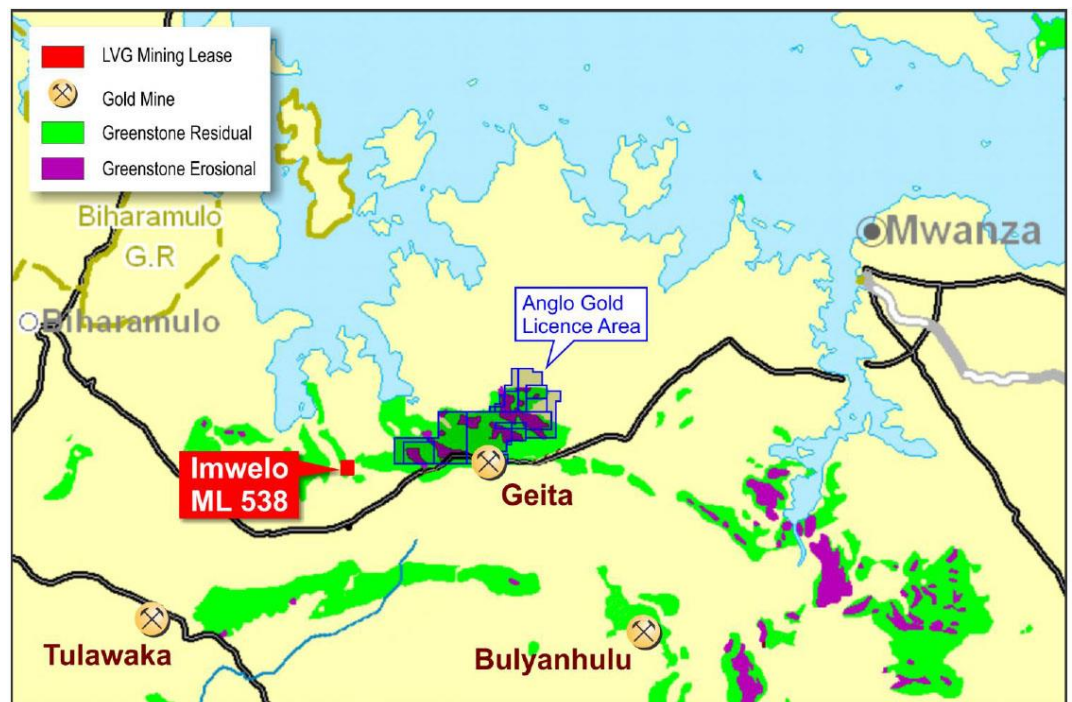 LVG Mining Lease
Gold Mine
Greenstone Residual
Greenstone Erosional
Biharamulo
G.R
Mwanza
Biharamulo
Anglo Gold
Licence Area
Imwelo
ML 538
Geita
Tulawaka
Bulyanhulu